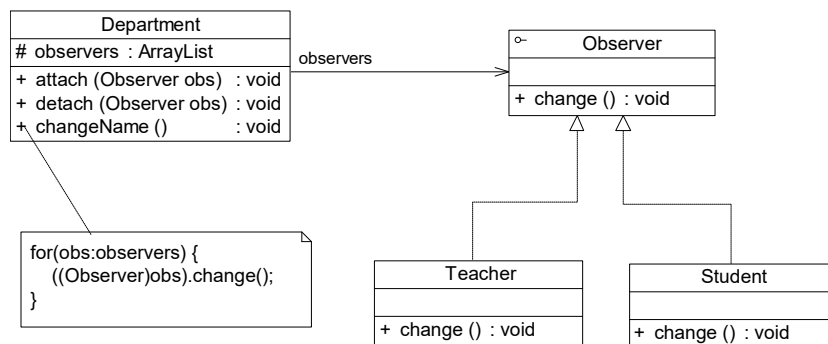 Department
# observers : ArrayList
+ attach (Observer obs) : void
+ detach (Observer obs) : void
+ changeName () : void
observers
Observer
+ change () : void
for(obs:observers) {
((Observer)obs).change();
}
Teacher
+ change () : void
Student
+ change () : void